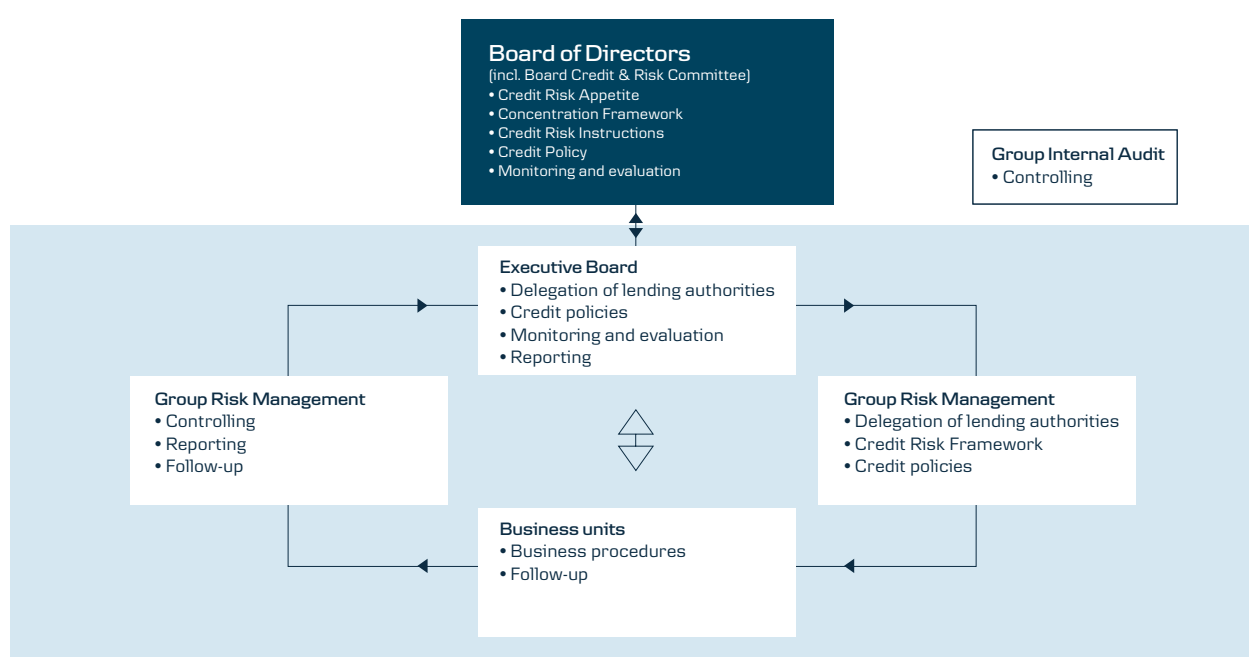 Board of Directors
(incl. Board Credit & Risk Committee)
• Credit Risk Appetite
• Concentration Framework
• Credit Risk Instructions
• Credit Policy
• Monitoring and evaluation
Group Internal Audit
• Controlling
Executive Board
• Delegation of lending authorities
• Credit policies
• Monitoring and evaluation
• Reporting
Group Risk Management
• Controlling
• Reporting
• Follow-up
Group Risk Management
• Delegation of lending authorities
• Credit Risk Framework
• Credit policies
Business units
• Business procedures
• Follow-up